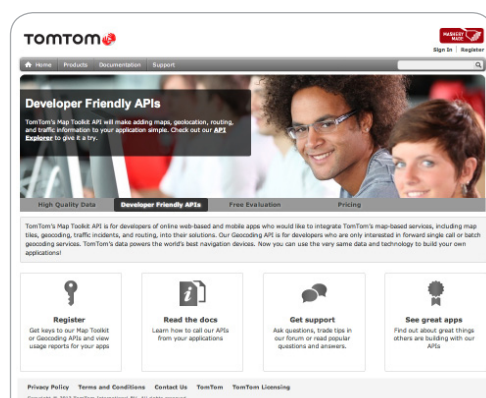 TOMTOM
MASHERY
MADE
Sign In Register
Home Products Documentation Support
Developer Friendly APIs
TomTom's Map Toolkit API will make adding maps, geolocation, routing,
and traffic information to your application simple. Check out our API
Explorer to give it a try.
High Quality Data Developer Friendly APIs Free Evaluation Pricing
TomTom's Map Toolkit API is for developers of online web-based and mobile apps who would like to integrate TomTom's map-based services, including map
tiles, geocoding, traffic incidents, and routing, into their solutions. Our Geocoding API is for developers who are only interested in forward single call or batch
geocoding services. TomTom's data powers the world's best navigation devices. Now you can use the very same data and technology to build your own
applications!
Register
Get keys to our Map Toolkit
or Geocoding APIs and view
usage reports for your apps
Read the docs
Learn how to call our APIs
from your applications
Get support
Ask questions, trade tips in
our forum or read popular
questions and answers.
See great apps
Find out about great things
others are building with our
APIs
Privacy Policy Terms and Conditions Contact Us TomTom TomTom Licensing